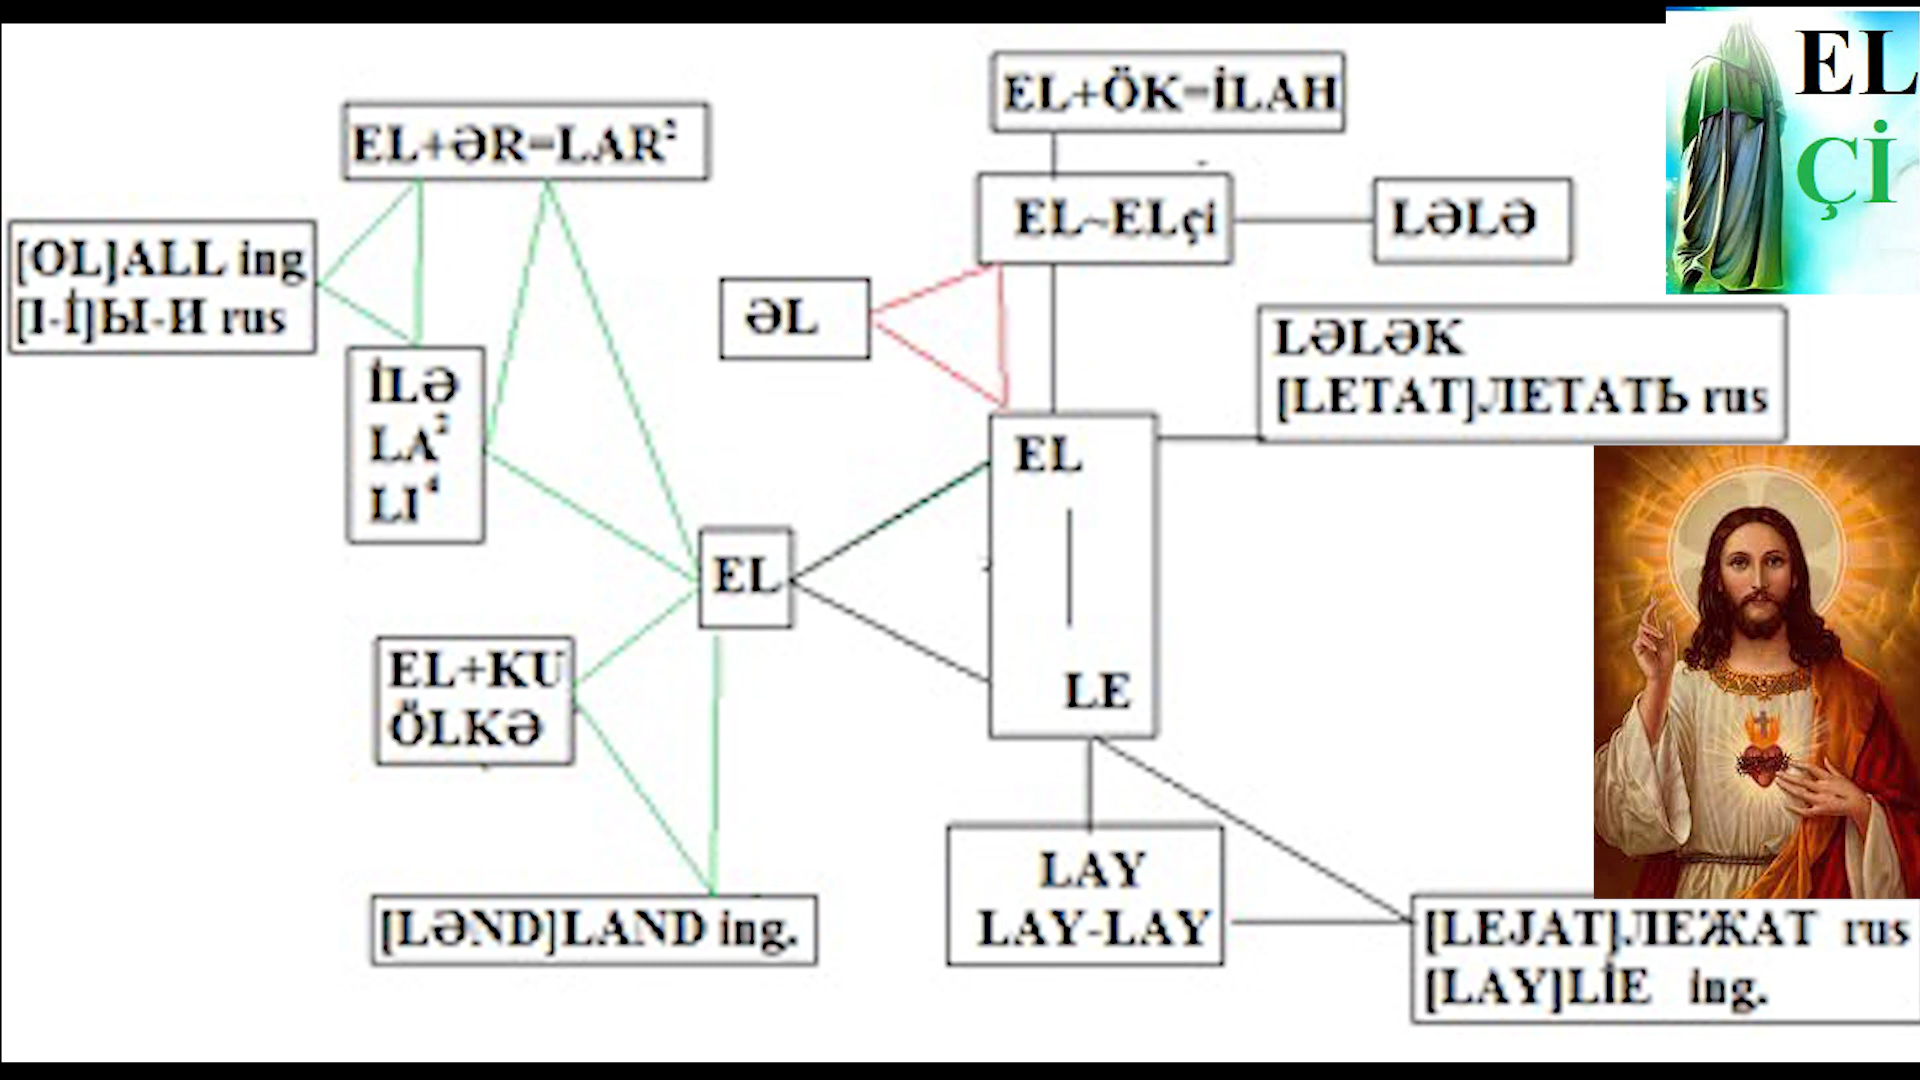 EL+ÖK=İLAH
EL
Çİ
EL+ƏR=LAR²
EL~ELçi
LƏLƏ
[OL]ALL ing
[I-İ]Ы-И rus
ƏL
LƏLƏK
[LETAT]ЛЕТАТЬ rus
İLƏ
LA²
LI⁴
EL
EL
LE
EL+KU
ÖLKƏ
LAY
LAY-LAY
[LƏND]LAND ing.
[LEJAT]ЛЕЖАТ rus
[LAY]LİE ing.